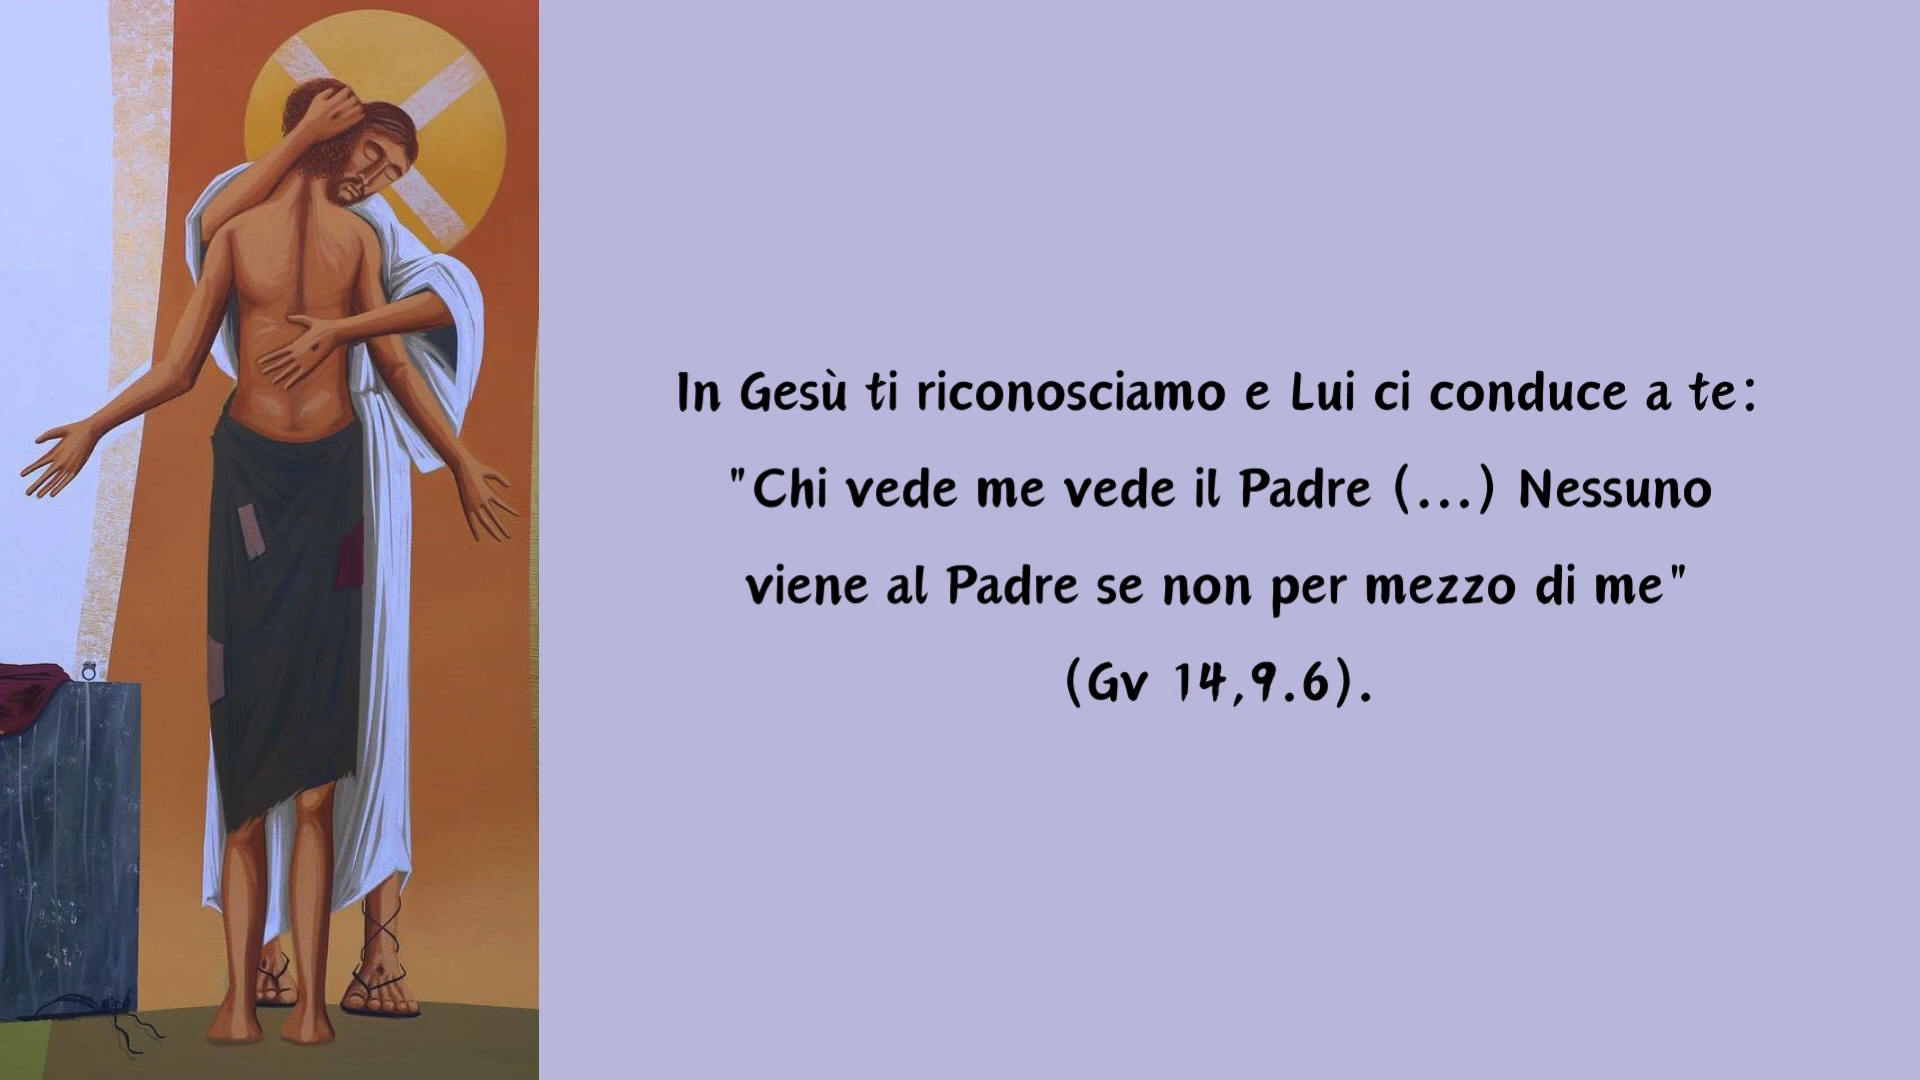 In Gesù ti riconosciamo e Lui ci conduce a te:
"Chi vede me vede il Padre (...) Nessuno
viene al Padre se non per mezzo di me"
(Gv 14,9.6).